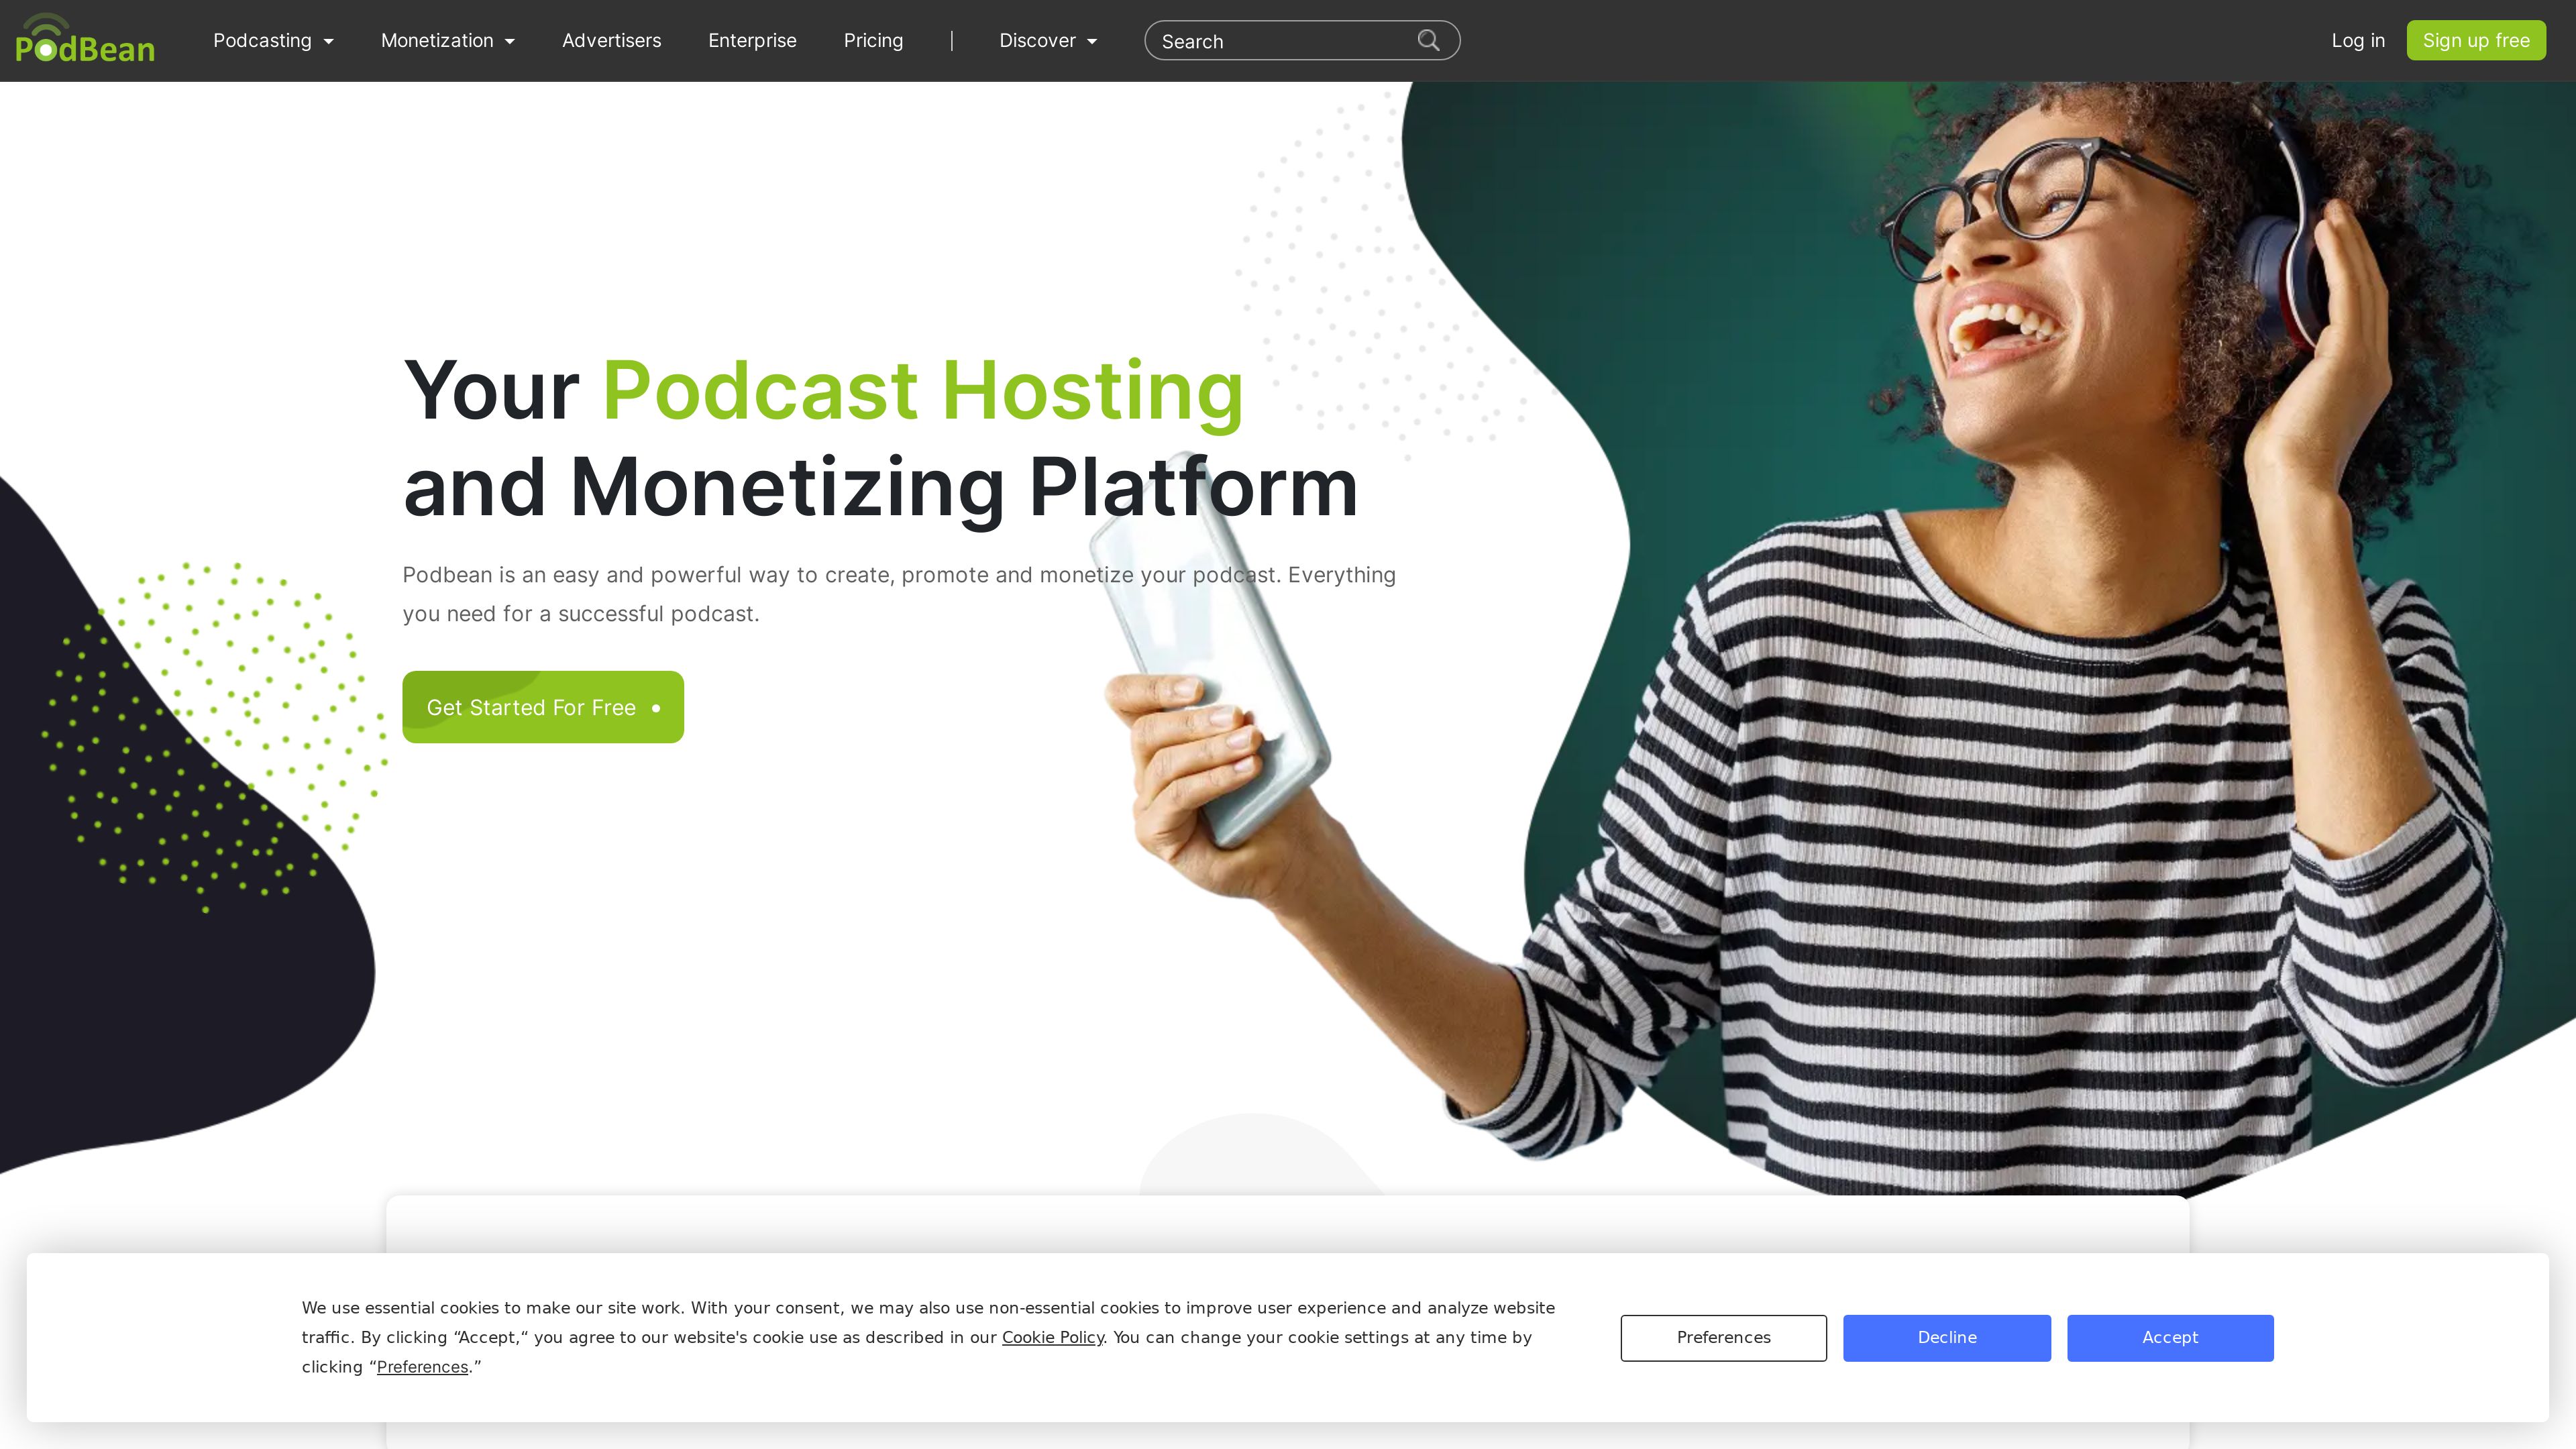 PodBean
Podcasting
Monetization
Advertisers
Enterprise
Pricing
Discover
Search
Log in
Sign up free
Your Podcast Hosting
and Monetizing Platform
Podbean is an easy and powerful way to create, promote and monetize your podcast. Everything
you need for a successful podcast.
Get Started For Free
We use essential cookies to make our site work. With your consent, we may also use non-essential cookies to improve user experience and analyze website
traffic. By clicking “Accept,“ you agree to our website's cookie use as described in our Cookie Policy. You can change your cookie settings at any time by
clicking “Preferences.”
Preferences
Decline
Accept